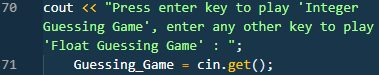 70 cout << "Press enter key to play 'Integer
Guessing Game', enter any other key to play
'Float Guessing Game' : ";
71 Guessing_Game = cin.get();